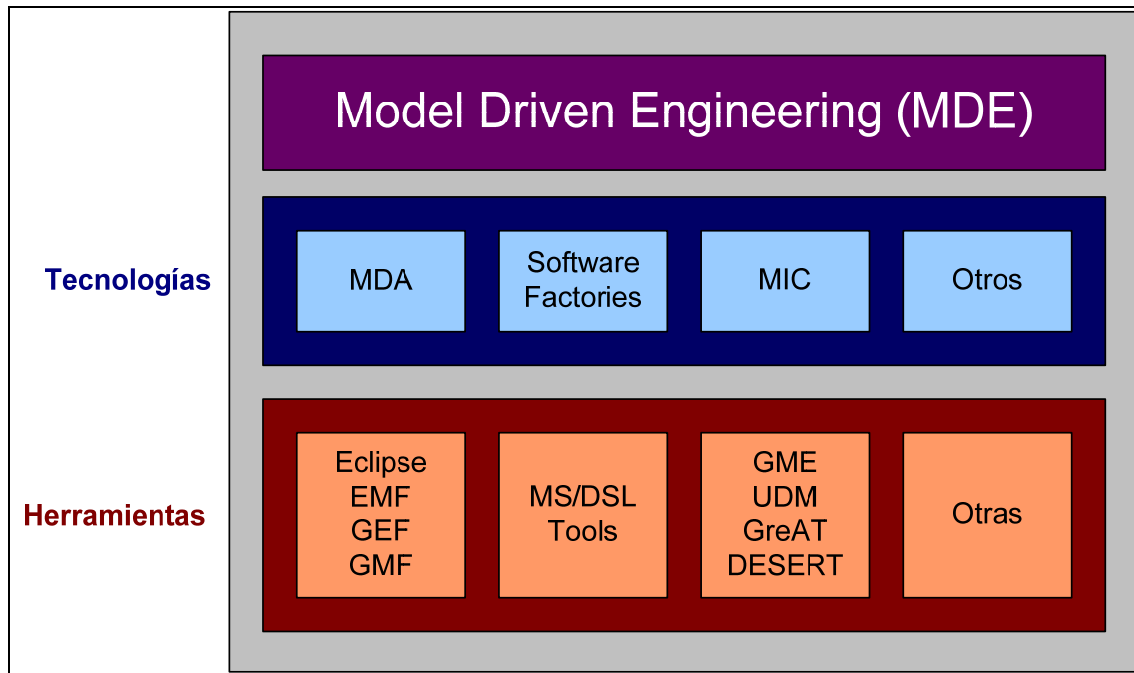 Model Driven Engineering (MDE)
Tecnologías
MDA
Software
Factories
MIC
Otros
Herramientas
Eclipse
EMF
GEF
GMF
MS/DSL
Tools
GME
UDM
GreAT
DESERT
Otras